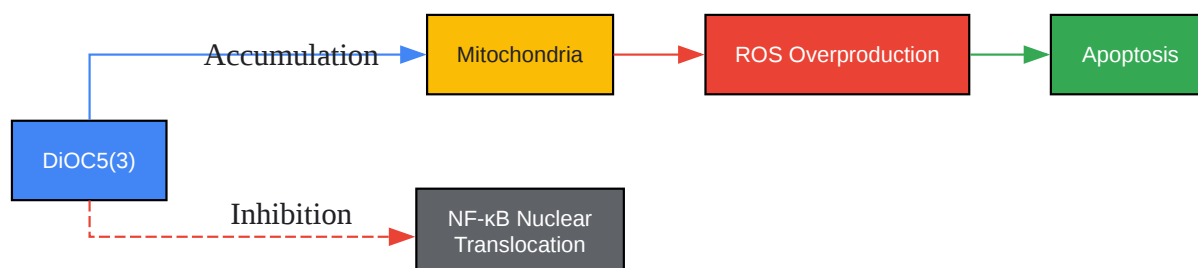 Accumulation
Mitochondria
ROS Overproduction
Apoptosis
DiOC5(3)
Inhibition
NF-κB Nuclear
Translocation